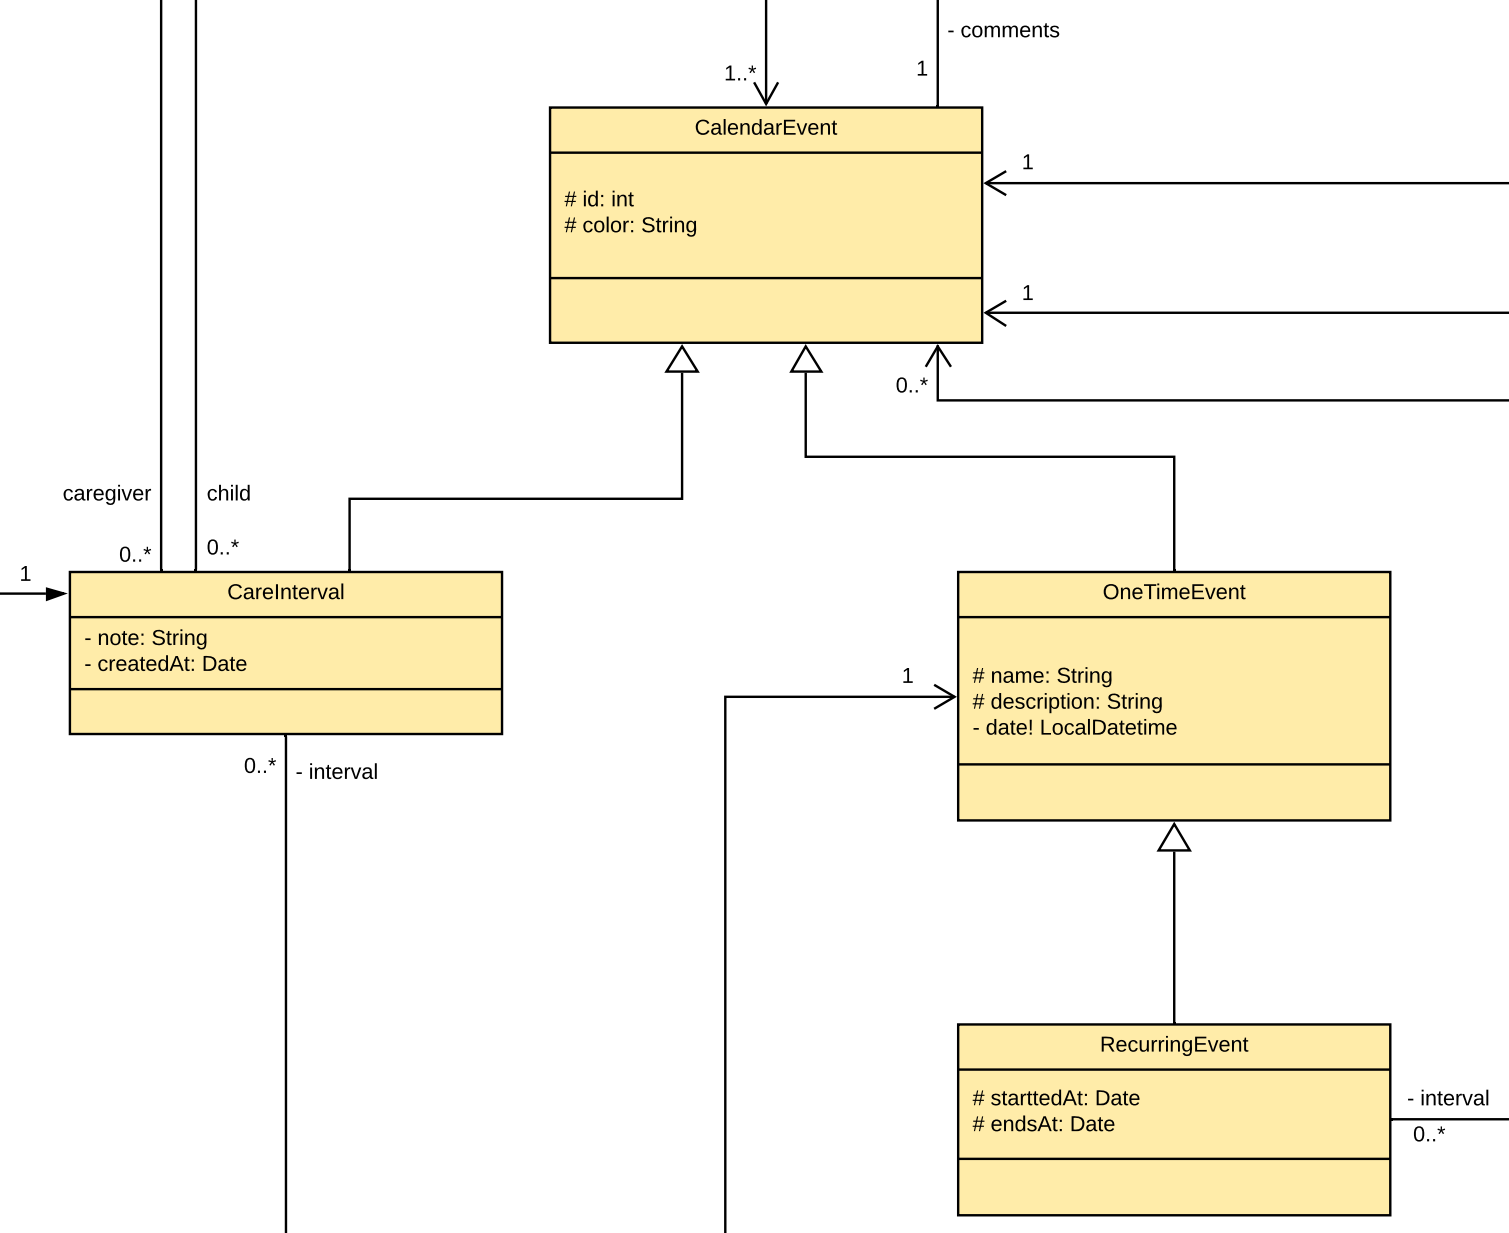 - comments
1..*
1
CalendarEvent
1
# id: int
# color: String
1
0..*
caregiver
child
0..*
0..*
1
CareInterval
- note: String
- createdAt: Date
0..*
- interval
OneTimeEvent
1
# name: String
# description: String
- date! LocalDatetime
RecurringEvent
# starttedAt: Date
# endsAt: Date
- interval
0..*